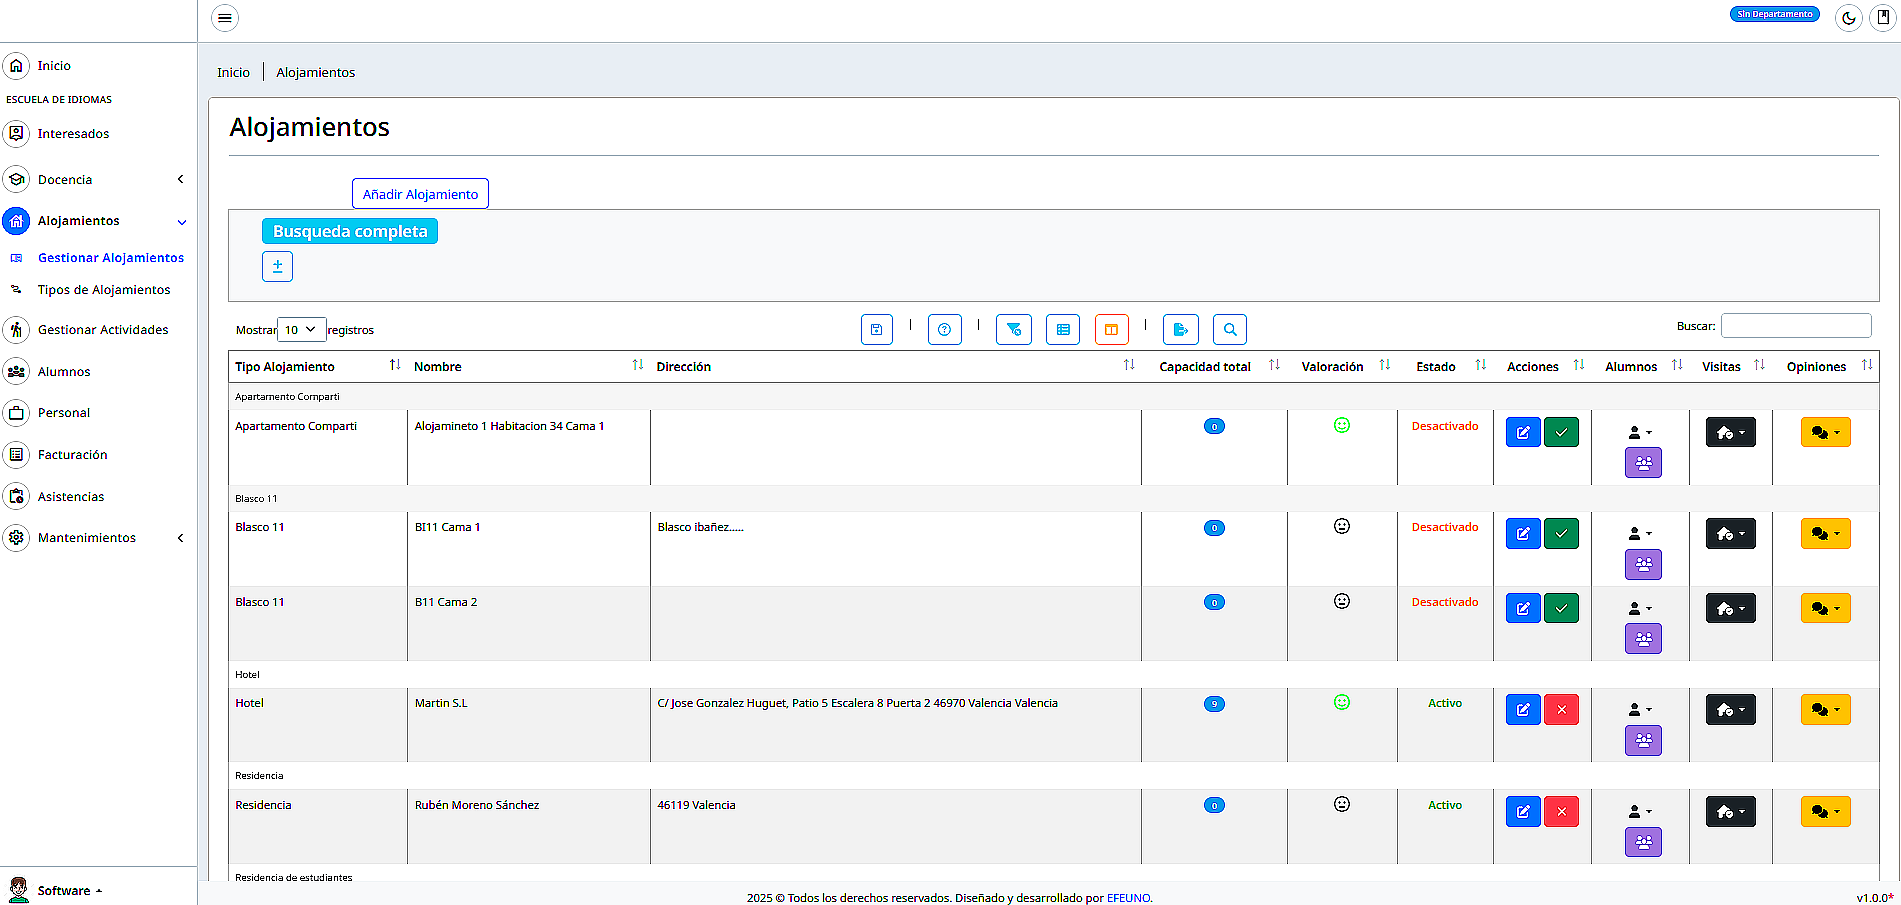 Sin Departamento
Inicio
ESCUELA DE IDIOMAS
Interesados
Docencia
Alojamientos
Gestionar Alojamientos
Tipos de Alojamientos
Gestionar Actividades
Alumnos
Personal
Facturación
Asistencias
Mantenimientos
Software
Inicio | Alojamientos
Alojamientos
Añadir Alojamiento
Busqueda completa
Mostrar 10 registros
Buscar:
Tipo Alojamiento Nombre Dirección Capacidad total Valoración Estado Acciones Alumnos Visitas Opiniones
Apartamento Comparti
Apartamento Comparti Alojamineto 1 Habitacion 34 Cama 1 0 Desactivado
Blasco 11
Blasco 11 BI11 Cama 1 Blasco ibañez..... 0 Desactivado
Blasco 11 B11 Cama 2 0 Desactivado
Hotel
Hotel Martin S.L C/ Jose Gonzalez Huguet, Patio 5 Escalera 8 Puerta 2 46970 Valencia Valencia 9 Activo
Residencia
Residencia Rubén Moreno Sánchez 46119 Valencia 0 Activo
Residencia de estudiantes
2025 © Todos los derechos reservados. Diseñado y desarrollado por EFEUNO.
v1.0.0*